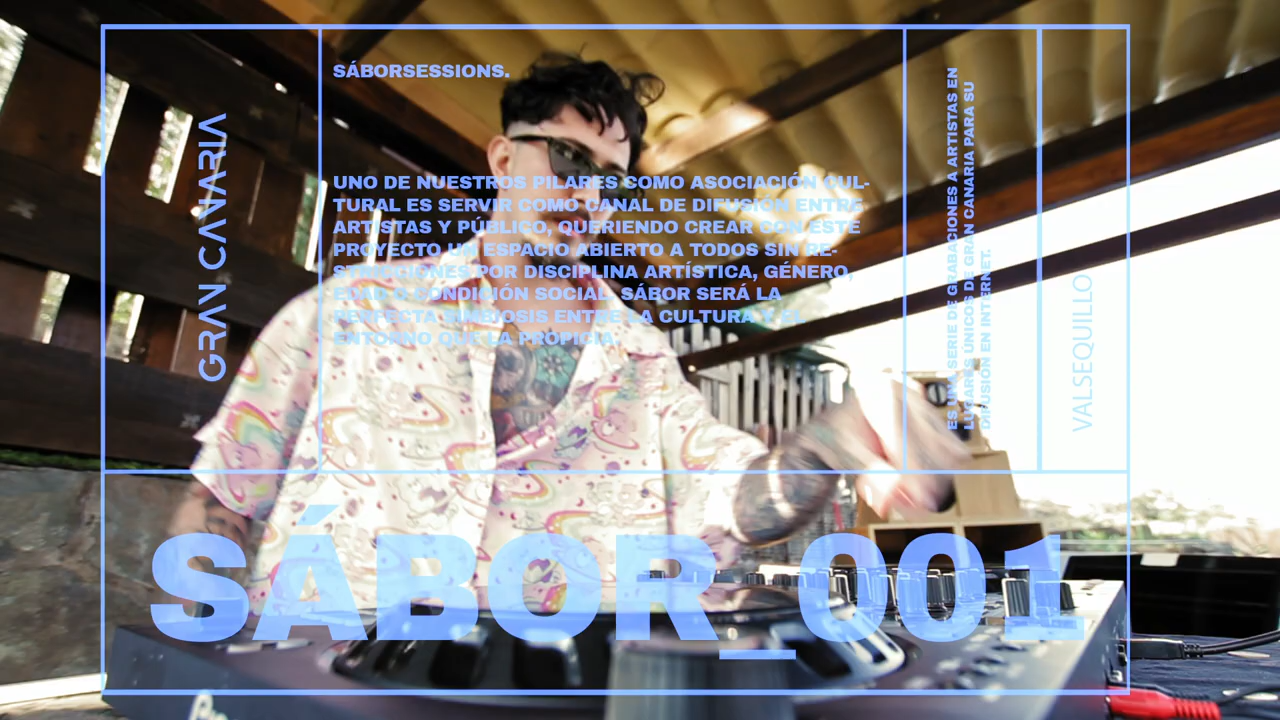 GRAN CANARIA
SÁBORSESSIONS.
UNO DE NUESTROS PILARES COMO ASOCIACIÓN CUL-
TURAL ES SERVIR COMO CANAL DE DIFUSIÓN ENTRE
ARTISTAS Y PÚBLICO, QUERIENDO CREAR CON ESTE
PROYECTO UN ESPACIO ABIERTO A TODOS SIN RE-
STRICCIONES POR DISCIPLINA ARTÍSTICA, GÉNERO,
EDAD O CONDICIÓN SOCIAL, SÁBOR SERÁ LA
PERFECTA SIMBIOSIS ENTRE LA CULTURA Y EL
ENTORNO QUE LA PROPICIA.
ES UNA SERIE DE GRABACIONES A ARTISTAS EN
LUGARES ÚNICOS DE GRAN CANARIA PARA SU
DIFUSIÓN EN INTERNET.
VALSEQUILLO
SÁBOR_001